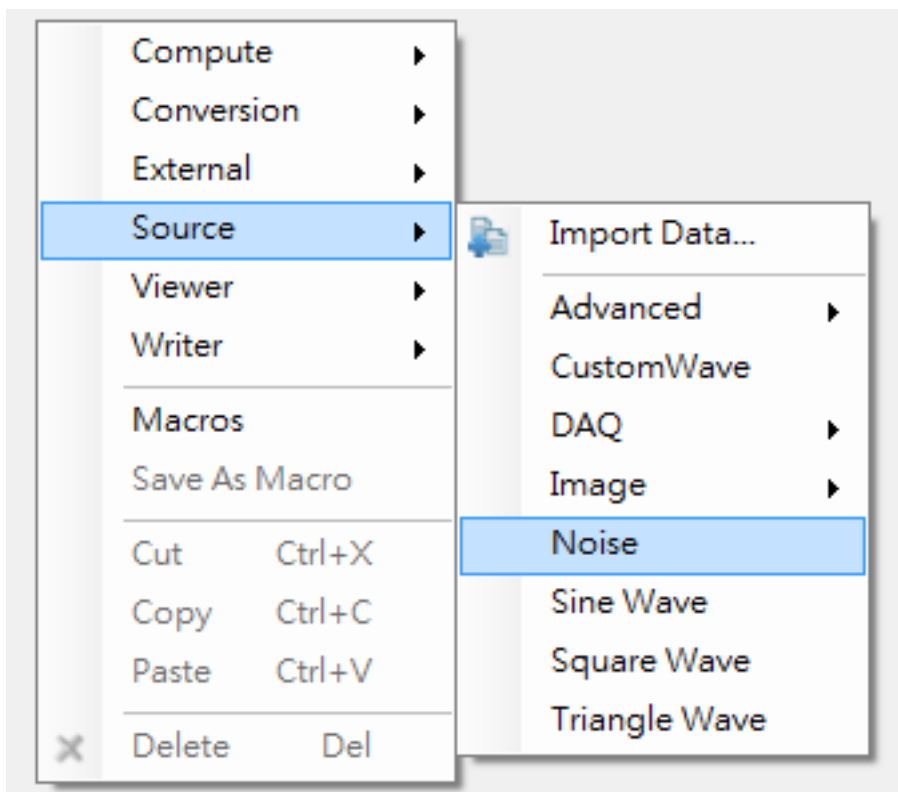 Compute
Conversion
External
Source
Viewer
Writer
Macros
Save As Macro
Cut Ctrl+X
Copy Ctrl+C
Paste Ctrl+V
Delete Del
Import Data...
Advanced
CustomWave
DAQ
Image
Noise
Sine Wave
Square Wave
Triangle Wave